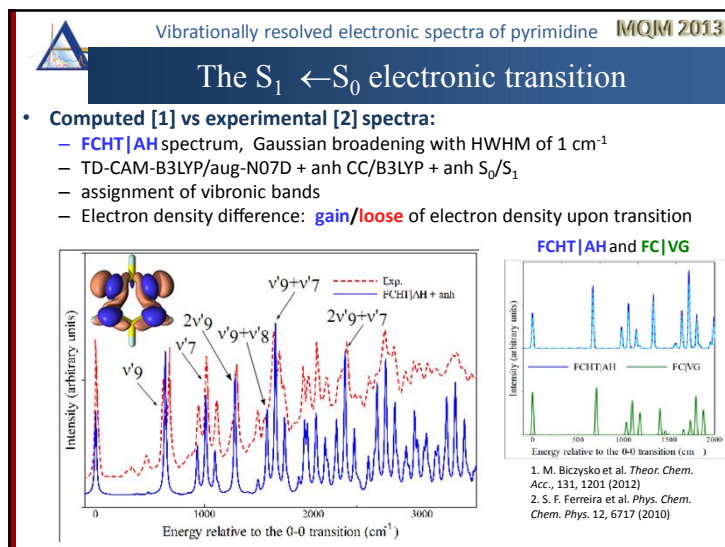 Vibrationally resolved electronic spectra of pyrimidine MQM 2013
The S1 ←S0 electronic transition
• Computed [1] vs experimental [2] spectra:
– FCHT|AH spectrum, Gaussian broadening with HWHM of 1 cm-1
– TD-CAM-B3LYP/aug-N07D + anh CC/B3LYP + anh S0/S1
– assignment of vibronic bands
– Electron density difference: gain/loose of electron density upon transition
FCHT|AH and FC|VG
Intensity (arbitrary units)
ν'9
ν'7
2ν'9
ν'9+ν'8
ν'9+ν'7
2ν'9+ν'7
Exp.
FCHT|AH + anh
0 1000 2000 3000
Energy relative to the 0-0 transition (cm-1)
Intensity (arbitrary units)
FCHT|AH FC|VG
0 500 1000 1500 2000
Energy relative to the 0-0 transition (cm-1)
1. M. Biczysko et al. Theor. Chem.
Acc., 131, 1201 (2012)
2. S. F. Ferreira et al. Phys. Chem.
Chem. Phys. 12, 6717 (2010)